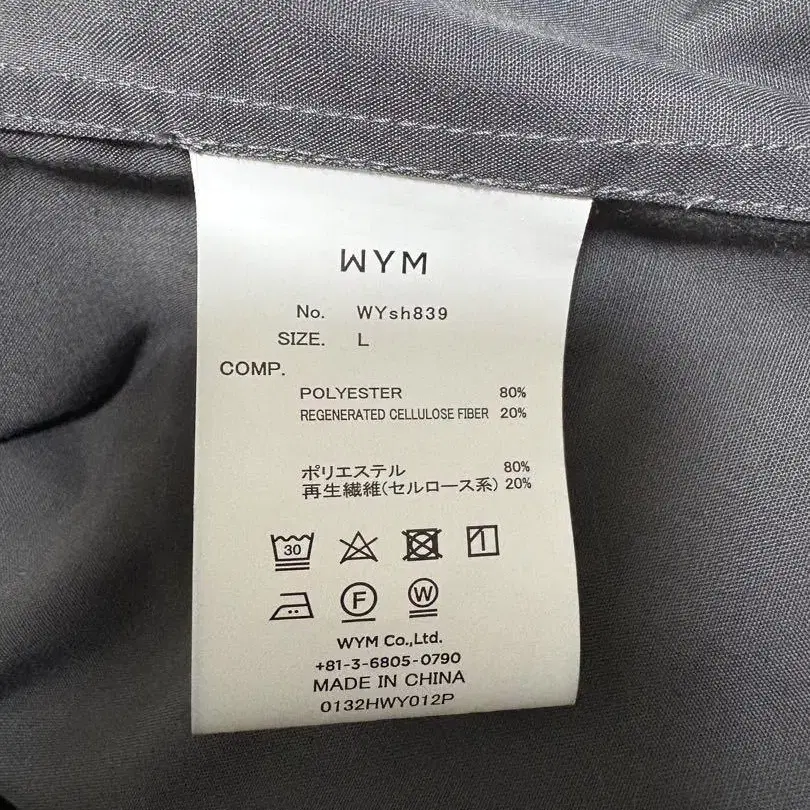 WYM
No. WYsh839
SIZE. L
COMP.
POLYESTER 80%
REGENERATED CELLULOSE FIBER 20%
ポリエステル 80%
再生繊維(セルロース系) 20%
30
F W
WYM Co.,Ltd.
+81-3-6805-0790
MADE IN CHINA
0132HWY012P